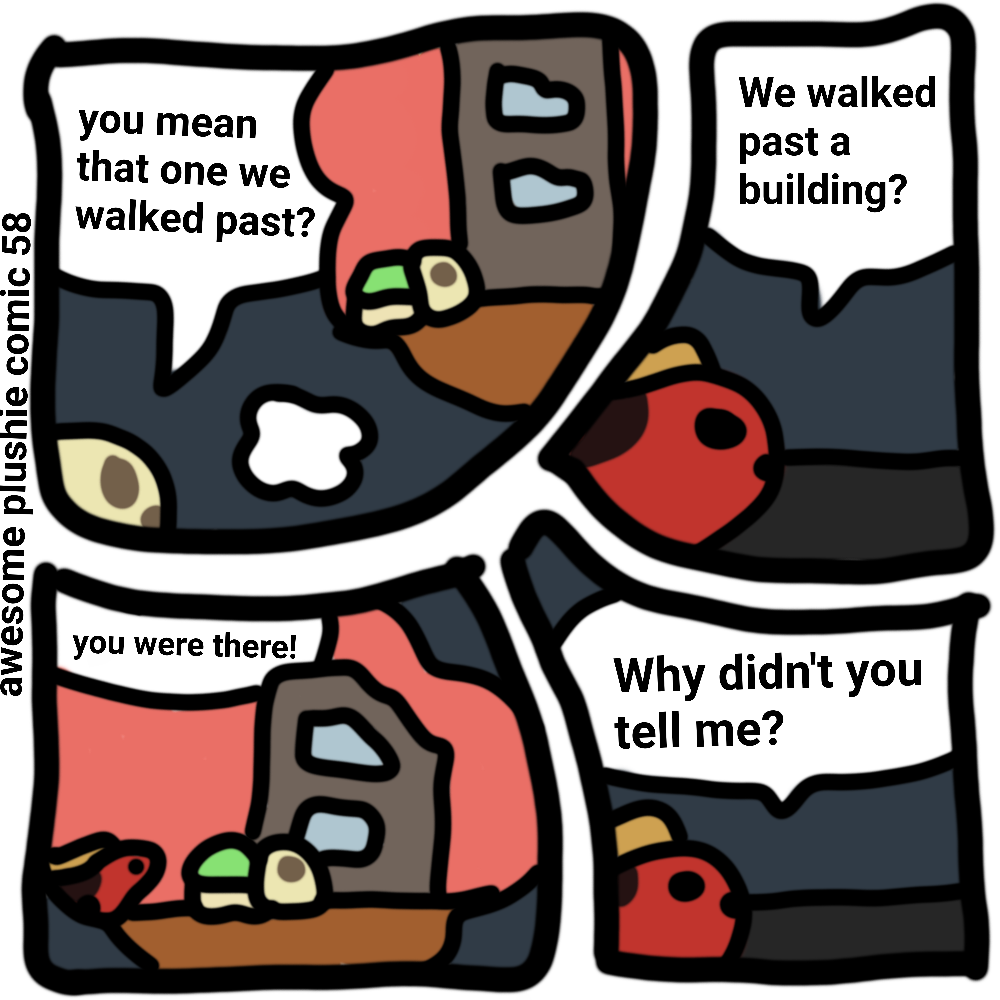 awesome plushie comic 58
you mean
that one we
walked past?
We walked
past a
building?
you were there!
Why didn't you
tell me?